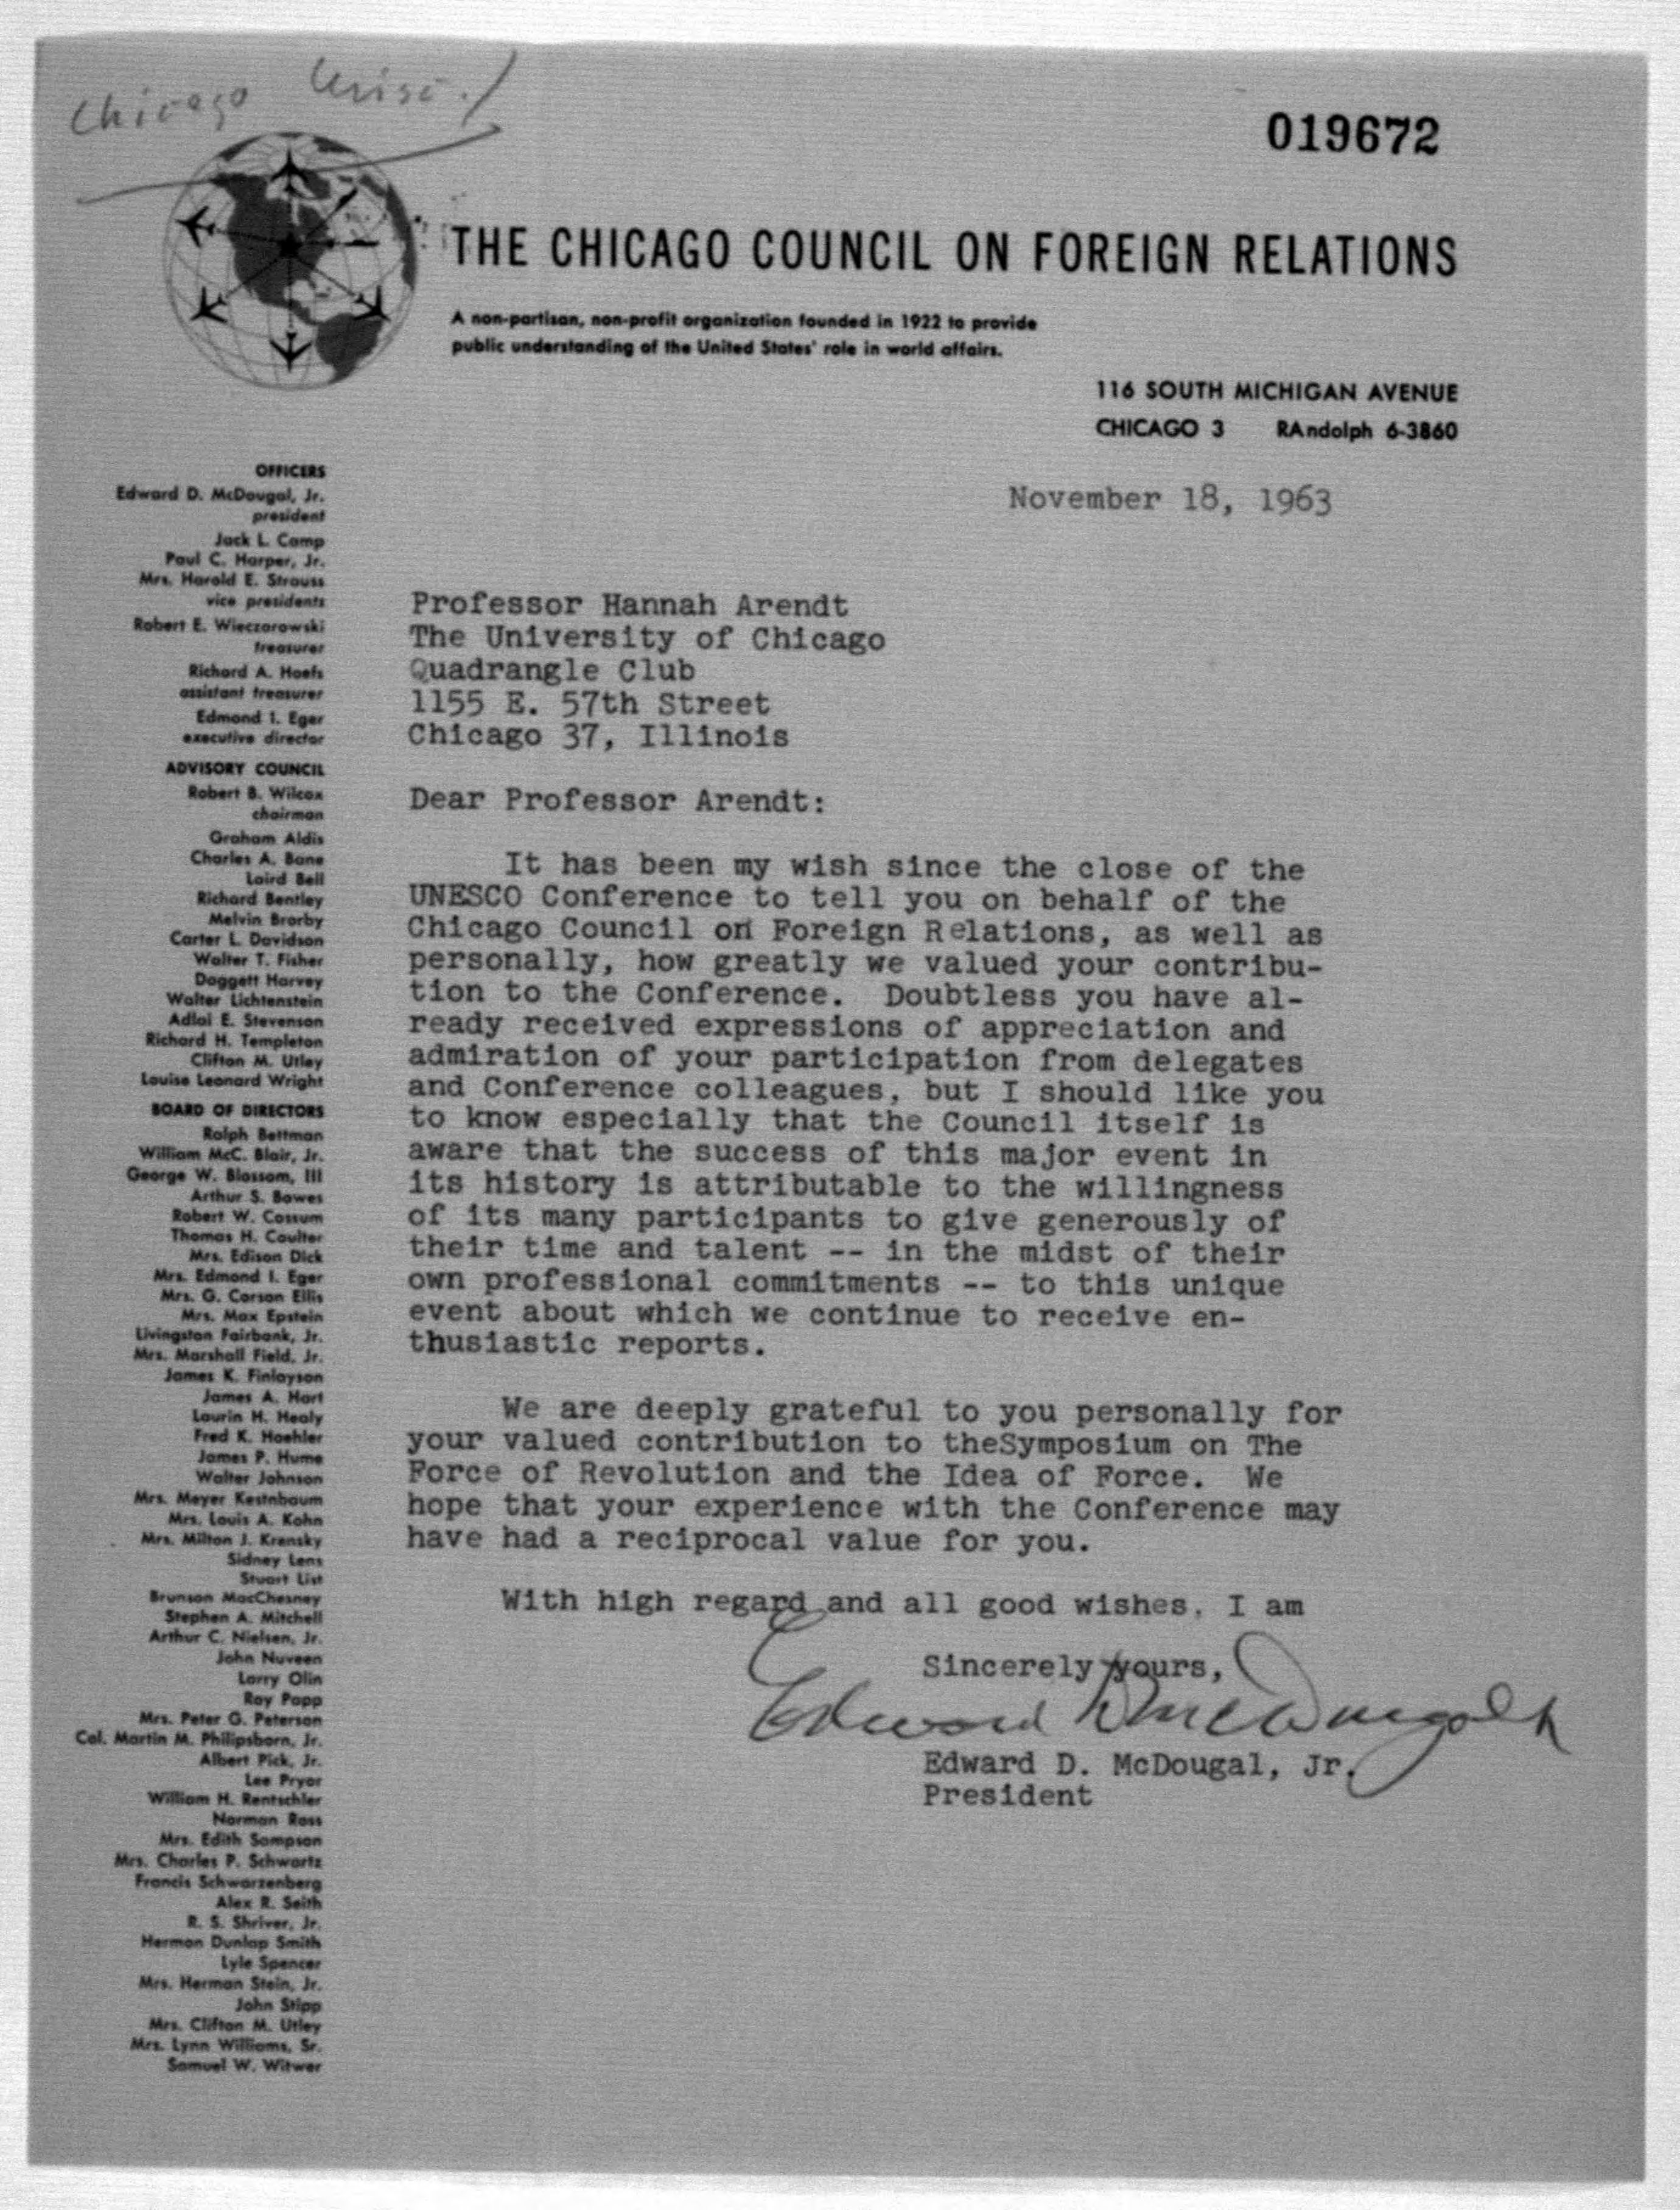 Chicago
019672
THE CHICAGO COUNCIL ON FOREIGN RELATIONS
A non-partisan, non-profit organization founded in 1922 to provide
public understanding of the United States' role in world affairs.
116 SOUTH MICHIGAN AVENUE
CHICAGO 3 RAndolph 6-3860
OFFICERS
Edward D. McDougal, Jr.
president
Jack L. Camp
Paul C. Harper, Jr.
Mrs. Harold E. Strauss
vice presidents
Robert E. Wieczorowski
treasurer
Richard A. Hoefs
assistant treasurer
Edmond I. Eger
executive director
ADVISORY COUNCIL
Robert B. Wilcox
chairman
Graham Aldis
Charles A. Bane
Laird Bell
Richard Bentley
Melvin Brorby
Carter L. Davidson
Walter T. Fisher
Daggett Harvey
Walter Lichtenstein
Adlai E. Stevenson
Richard H. Templeton
Clifton M. Utley
Louise Leonard Wright
BOARD OF DIRECTORS
Ralph Bettman
William McC. Blair, Jr.
George W. Blossom, III
Arthur S. Bowes
Robert W. Cossum
Thomas H. Coulter
Mrs. Edison Dick
Mrs. Edmond I. Eger
Mrs. G. Corson Ellis
Mrs. Max Epstein
Livingston Fairbank, Jr.
Mrs. Marshall Field, Jr.
James K. Finlayson
James A. Hart
Laurin H. Healy
Fred K. Hoehler
James P. Hume
Walter Johnson
Mrs. Meyer Kestnbaum
Mrs. Louis A. Kohn
Mrs. Milton J. Krensky
Sidney Lens
Stuart List
Brunson MacChesney
Stephen A. Mitchell
Arthur C. Nielsen, Jr.
John Nuveen
Larry Olin
Roy Papp
Mrs. Peter G. Peterson
Col. Martin M. Philipsborn, Jr.
Albert Pick, Jr.
Lee Pryor
William H. Rentschler
Norman Ross
Mrs. Edith Sampson
Mrs. Charles P. Schwartz
Francis Schwarzenberg
Alex R. Seith
R. S. Shriver, Jr.
Hermon Dunlap Smith
Lyle Spencer
Mrs. Herman Stein, Jr.
John Stipp
Mrs. Clifton M. Utley
Mrs. Lynn Williams, Sr.
Samuel W. Witwer
November 18, 1963
Professor Hannah Arendt
The University of Chicago
Quadrangle Club
1155 E. 57th Street
Chicago 37, Illinois
Dear Professor Arendt:
It has been my wish since the close of the
UNESCO Conference to tell you on behalf of the
Chicago Council on Foreign Relations, as well as
personally, how greatly we valued your contribu-
tion to the Conference. Doubtless you have al-
ready received expressions of appreciation and
admiration of your participation from delegates
and Conference colleagues, but I should like you
to know especially that the Council itself is
aware that the success of this major event in
its history is attributable to the willingness
of its many participants to give generously of
their time and talent -- in the midst of their
own professional commitments -- to this unique
event about which we continue to receive en-
thusiastic reports.
We are deeply grateful to you personally for
your valued contribution to theSymposium on The
Force of Revolution and the Idea of Force. We
hope that your experience with the Conference may
have had a reciprocal value for you.
With high regard and all good wishes, I am
Sincerely yours,
Edward D McDougal Jr
Edward D. McDougal, Jr.
President